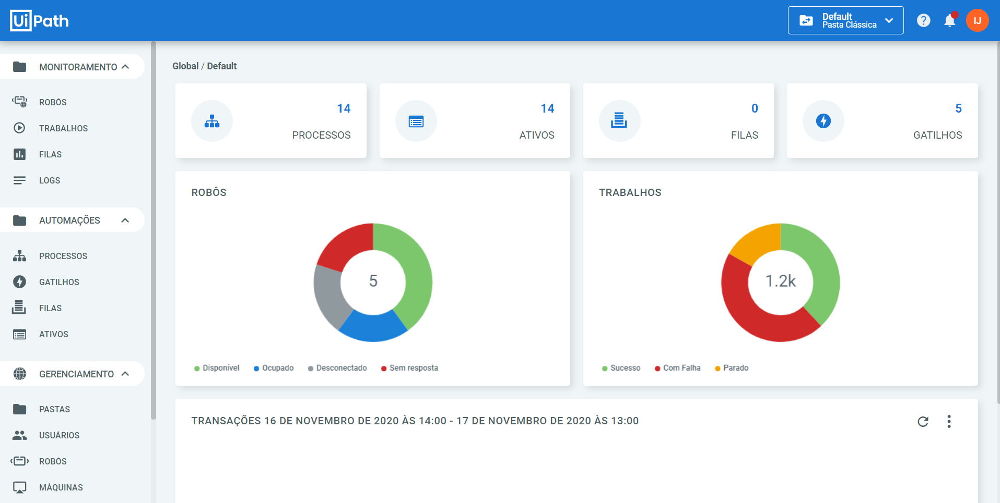 UiPath
Default
Pasta Clássica
IJ
MONITORAMENTO
ROBÔS
TRABALHOS
FILAS
LOGS
AUTOMAÇÕES
PROCESSOS
GATILHOS
FILAS
ATIVOS
GERENCIAMENTO
PASTAS
USUÁRIOS
ROBÔS
MÁQUINAS
Global / Default
14
PROCESSOS
14
ATIVOS
0
FILAS
5
GATILHOS
ROBÔS
5
Disponível Ocupado Desconectado Sem resposta
TRABALHOS
1.2k
Sucesso Com Falha Parado
TRANSAÇÕES 16 DE NOVEMBRO DE 2020 ÀS 14:00 - 17 DE NOVEMBRO DE 2020 ÀS 13:00